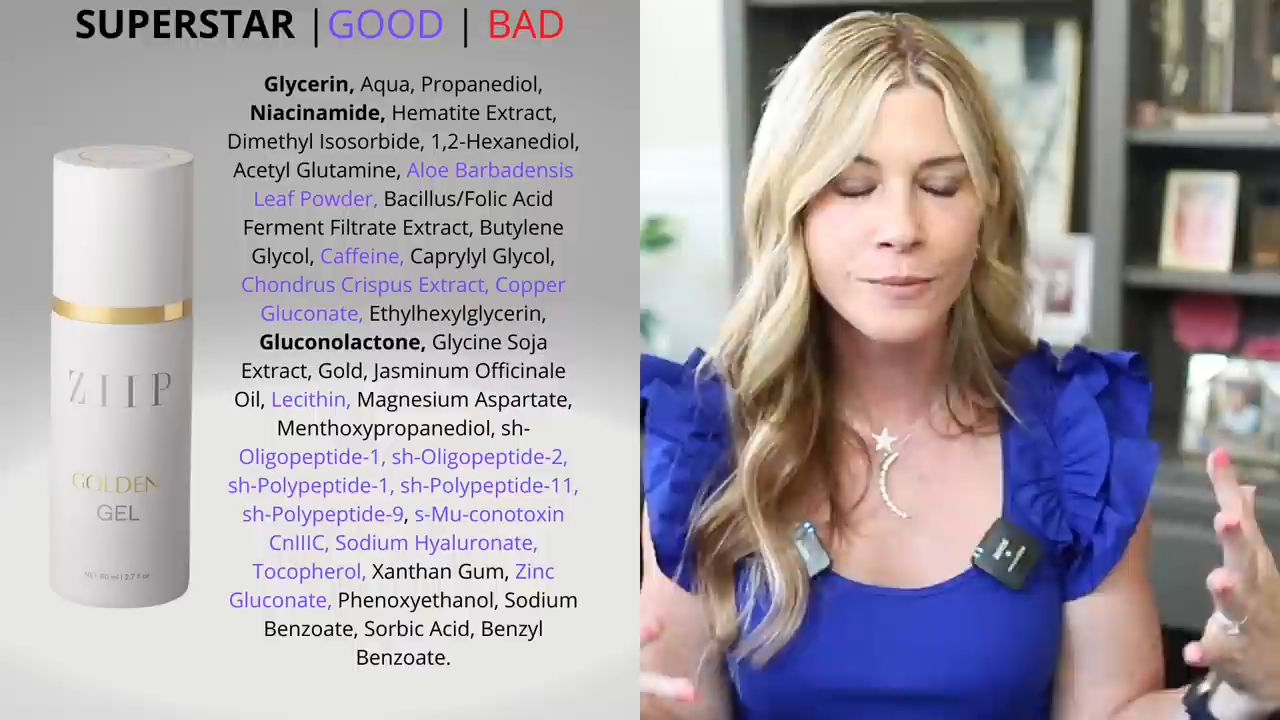 SUPERSTAR | GOOD | BAD
Glycerin, Aqua, Propanediol,
Niacinamide, Hematite Extract,
Dimethyl Isosorbide, 1,2-Hexanediol,
Acetyl Glutamine, Aloe Barbadensis
Leaf Powder, Bacillus/Folic Acid
Ferment Filtrate Extract, Butylene
Glycol, Caffeine, Caprylyl Glycol,
Chondrus Crispus Extract, Copper
Gluconate, Ethylhexylglycerin,
Gluconolactone, Glycine Soja
Extract, Gold, Jasminum Officinale
Oil, Lecithin, Magnesium Aspartate,
Menthoxypropanediol, sh-
Oligopeptide-1, sh-Oligopeptide-2,
sh-Polypeptide-1, sh-Polypeptide-11,
sh-Polypeptide-9, s-Mu-conotoxin
CnIIIC, Sodium Hyaluronate,
Tocopherol, Xanthan Gum, Zinc
Gluconate, Phenoxyethanol, Sodium
Benzoate, Sorbic Acid, Benzyl
Benzoate.
ZIIP
GOLDEN
GEL